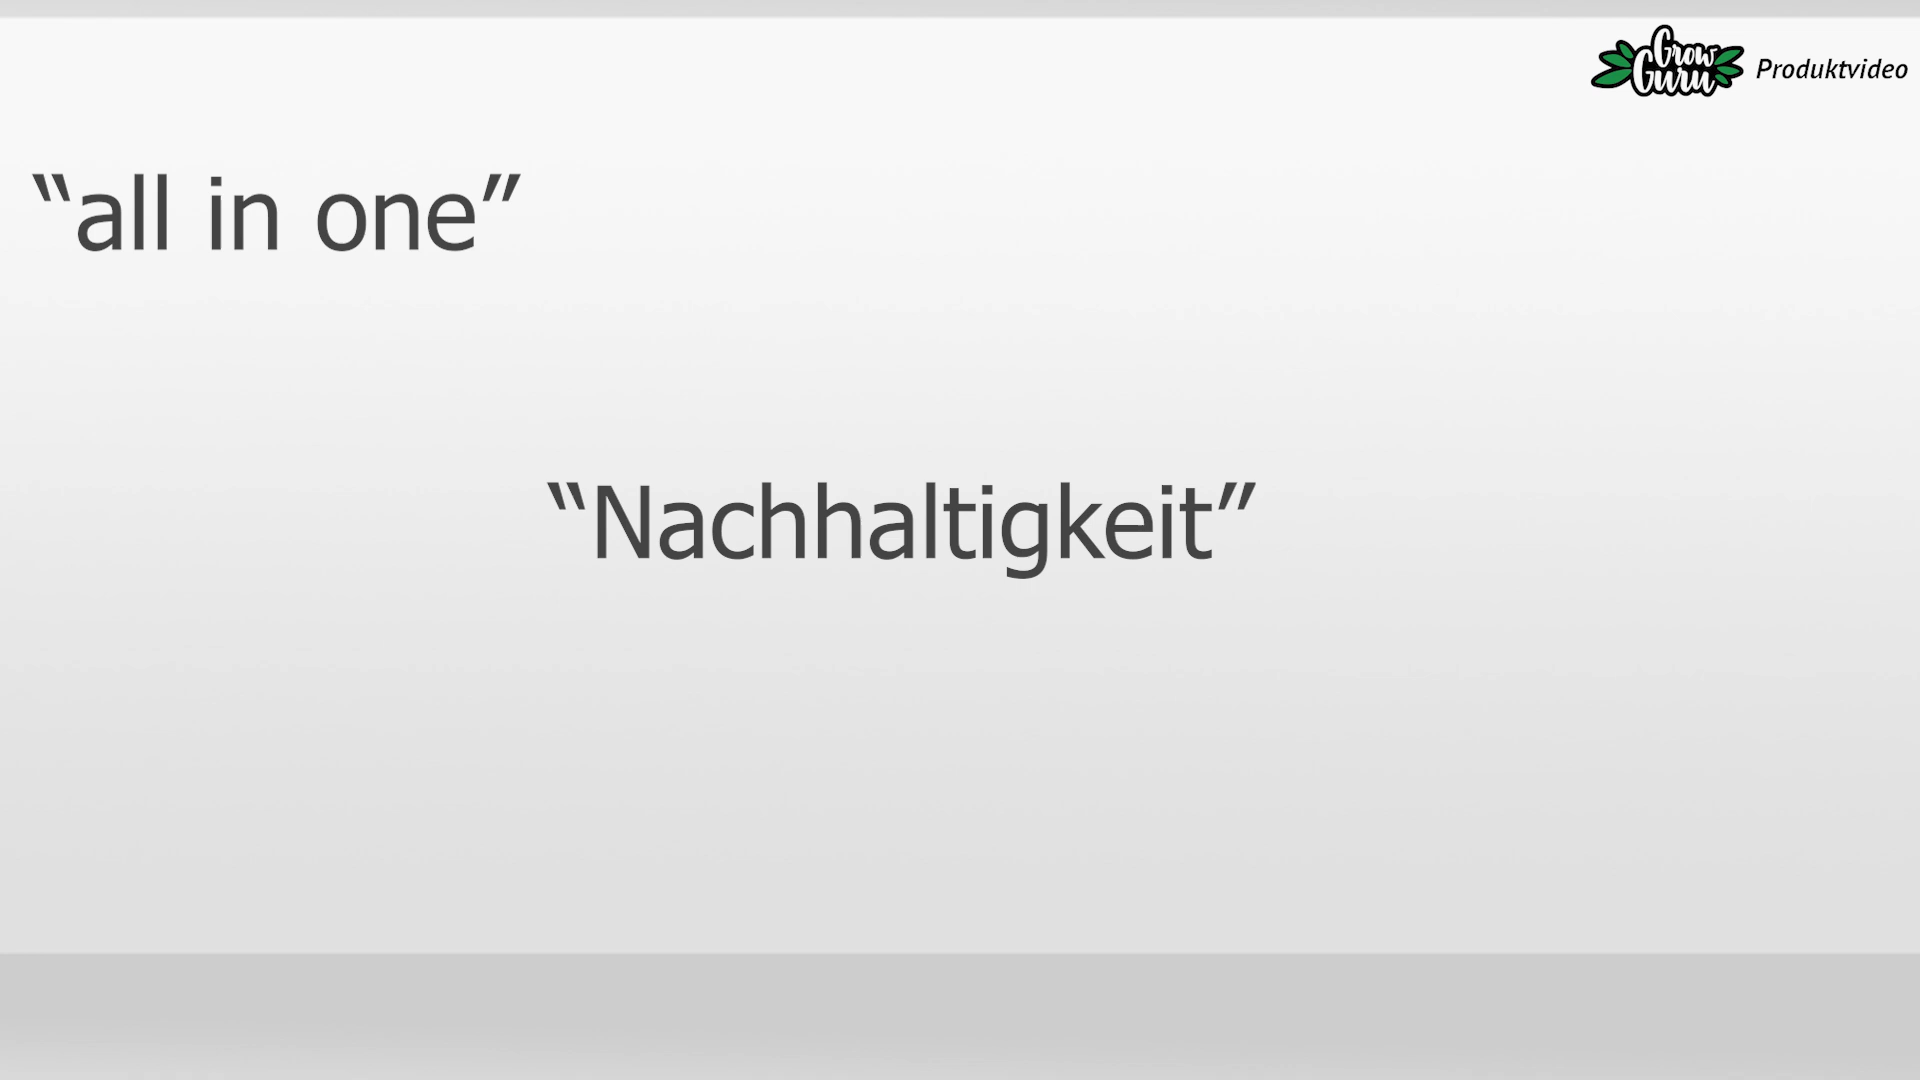 Grow
Guru
Produktvideo
“all in one”
“Nachhaltigkeit”